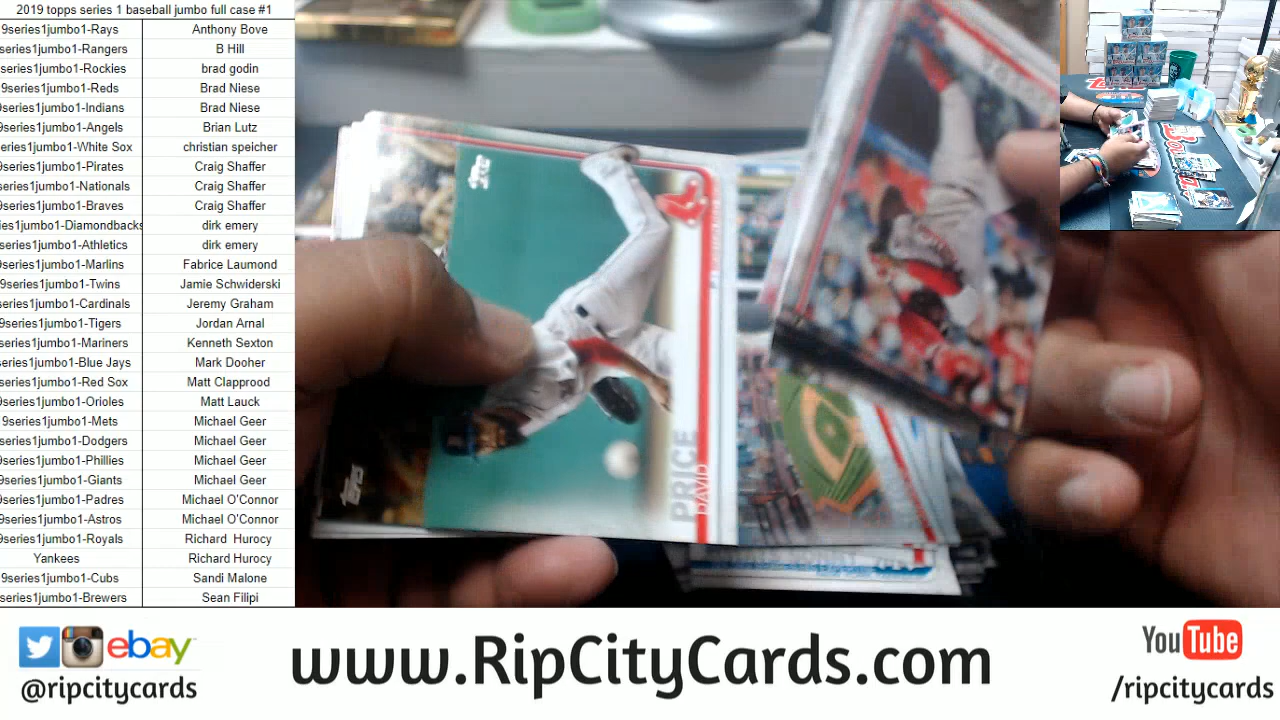 2019 topps series 1 baseball jumbo full case #1
9series1jumbo1-Rays Anthony Bove
series1jumbo1-Rangers B Hill
series1jumbo1-Rockies brad godin
9series1jumbo1-Reds Brad Niese
9series1jumbo1-Indians Brad Niese
9series1jumbo1-Angels Brian Lutz
eries1jumbo1-White Sox christian speicher
9series1jumbo1-Pirates Craig Shaffer
series1jumbo1-Nationals Craig Shaffer
9series1jumbo1-Braves Craig Shaffer
ies1jumbo1-Diamondbacks dirk emery
eries1jumbo1-Athletics dirk emery
series1jumbo1-Marlins Fabrice Laumond
9series1jumbo1-Twins Jamie Schwiderski
eries1jumbo1-Cardinals Jeremy Graham
9series1jumbo1-Tigers Jordan Arnal
eries1jumbo1-Mariners Kenneth Sexton
eries1jumbo1-Blue Jays Mark Dooher
eries1jumbo1-Red Sox Matt Clapprood
series1jumbo1-Orioles Matt Lauck
9series1jumbo1-Mets Michael Geer
series1jumbo1-Dodgers Michael Geer
eries1jumbo1-Phillies Michael Geer
9series1jumbo1-Giants Michael Geer
series1jumbo1-Padres Michael O'Connor
9series1jumbo1-Astros Michael O'Connor
9series1jumbo1-Royals Richard Hurocy
Yankees Richard Hurocy
9series1jumbo1-Cubs Sandi Malone
series1jumbo1-Brewers Sean Filipi
PRICE
DAVID
topps
ebay
@ripcitycards
www.RipCityCards.com
YouTube
/ripcitycards